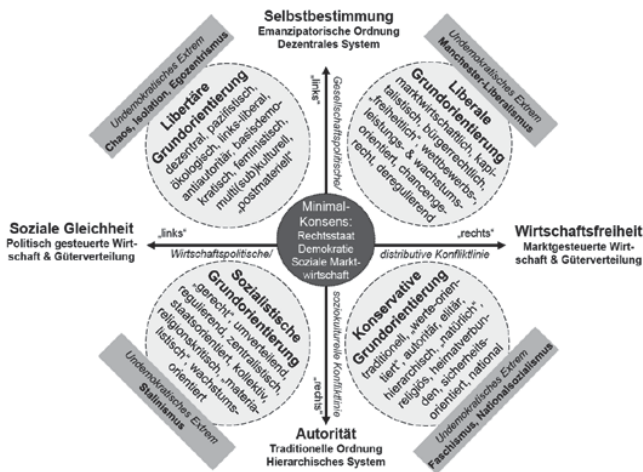 Selbstbestimmung
Emanzipatorische Ordnung
Dezentrales System
Undemokratisches Extrem
Chaos, Isolation, Egozentrismus
Libertäre
Grundorientierung
dezentral, pazifistisch,
ökologisch, links-liberal,
antiautoritär, basisdemo-
kratisch, feministisch,
multi(sub)kulturell,
„postmateriell“
„links“
Gesellschaftspolitische/
Undemokratisches Extrem
Manchester-Liberalismus
Liberale
Grundorientierung
marktwirtschaftlich, kapi-
talistisch, bürgerrechtlich,
„freiheitlich“, wettbewerbs-,
leistungs- & wachstums-
orientiert, chancenge-
recht, deregulierend
Soziale Gleichheit
Politisch gesteuerte Wirt-
schaft & Güterverteilung
„links“
Wirtschaftspolitische/
Minimal-
Konsens:
Rechtsstaat
Demokratie
Soziale Markt-
wirtschaft
„rechts“
distributive Konfliktlinie
Wirtschaftsfreiheit
Marktgesteuerte Wirt-
schaft & Güterverteilung
Sozialistische
Grundorientierung
„gerecht“ umverteilend,
regulierend, zentralistisch,
staatsorientiert, kollektiv,
religionskritisch, „materia-
listisch“, wachstums-
orientiert
Undemokratisches Extrem
Stalinismus
„rechts“
soziokulturelle Konfliktlinie
Konservative
Grundorientierung
traditionell, „werte-orien-
tiert“ autoritär, elitär,
hierarchisch, „natürlich“
religiös, heimatverbun-
den“ sicherheits-
orientiert, national
Undemokratisches Extrem
Faschismus, Nationalsozialismus
Autorität
Traditionelle Ordnung
Hierarchisches System